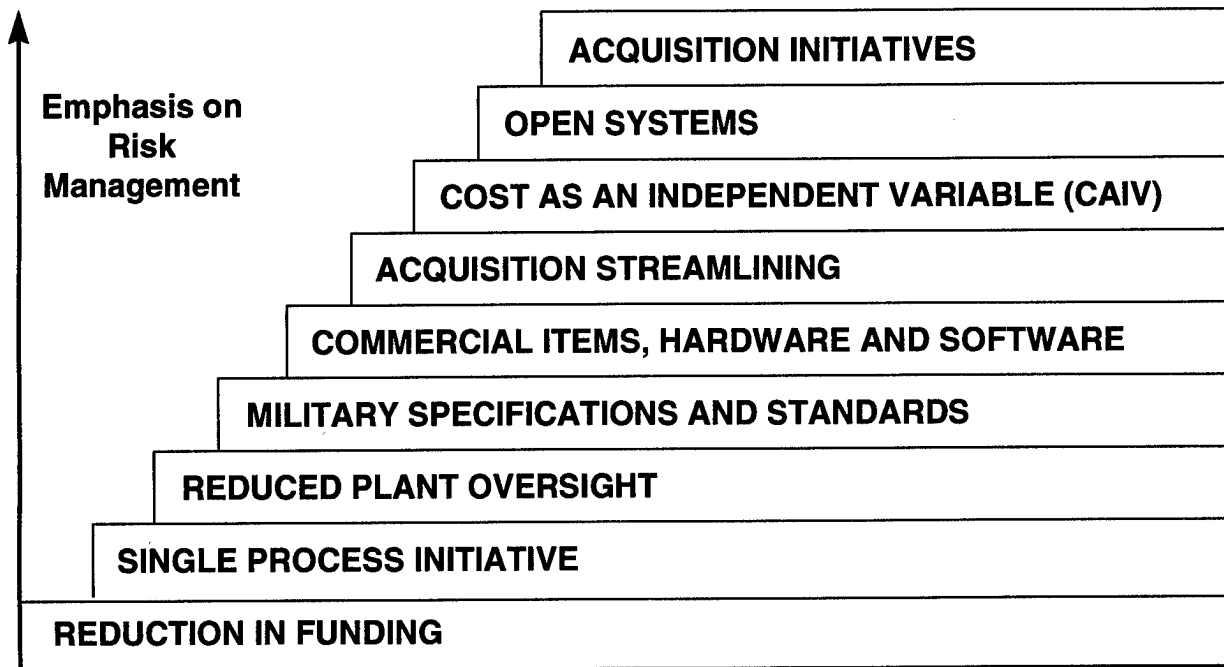 ACQUISITION INITIATIVES
Emphasis on
Risk
Management
OPEN SYSTEMS
COST AS AN INDEPENDENT VARIABLE (CAIV)
ACQUISITION STREAMLINING
COMMERCIAL ITEMS, HARDWARE AND SOFTWARE
MILITARY SPECIFICATIONS AND STANDARDS
REDUCED PLANT OVERSIGHT
SINGLE PROCESS INITIATIVE
REDUCTION IN FUNDING